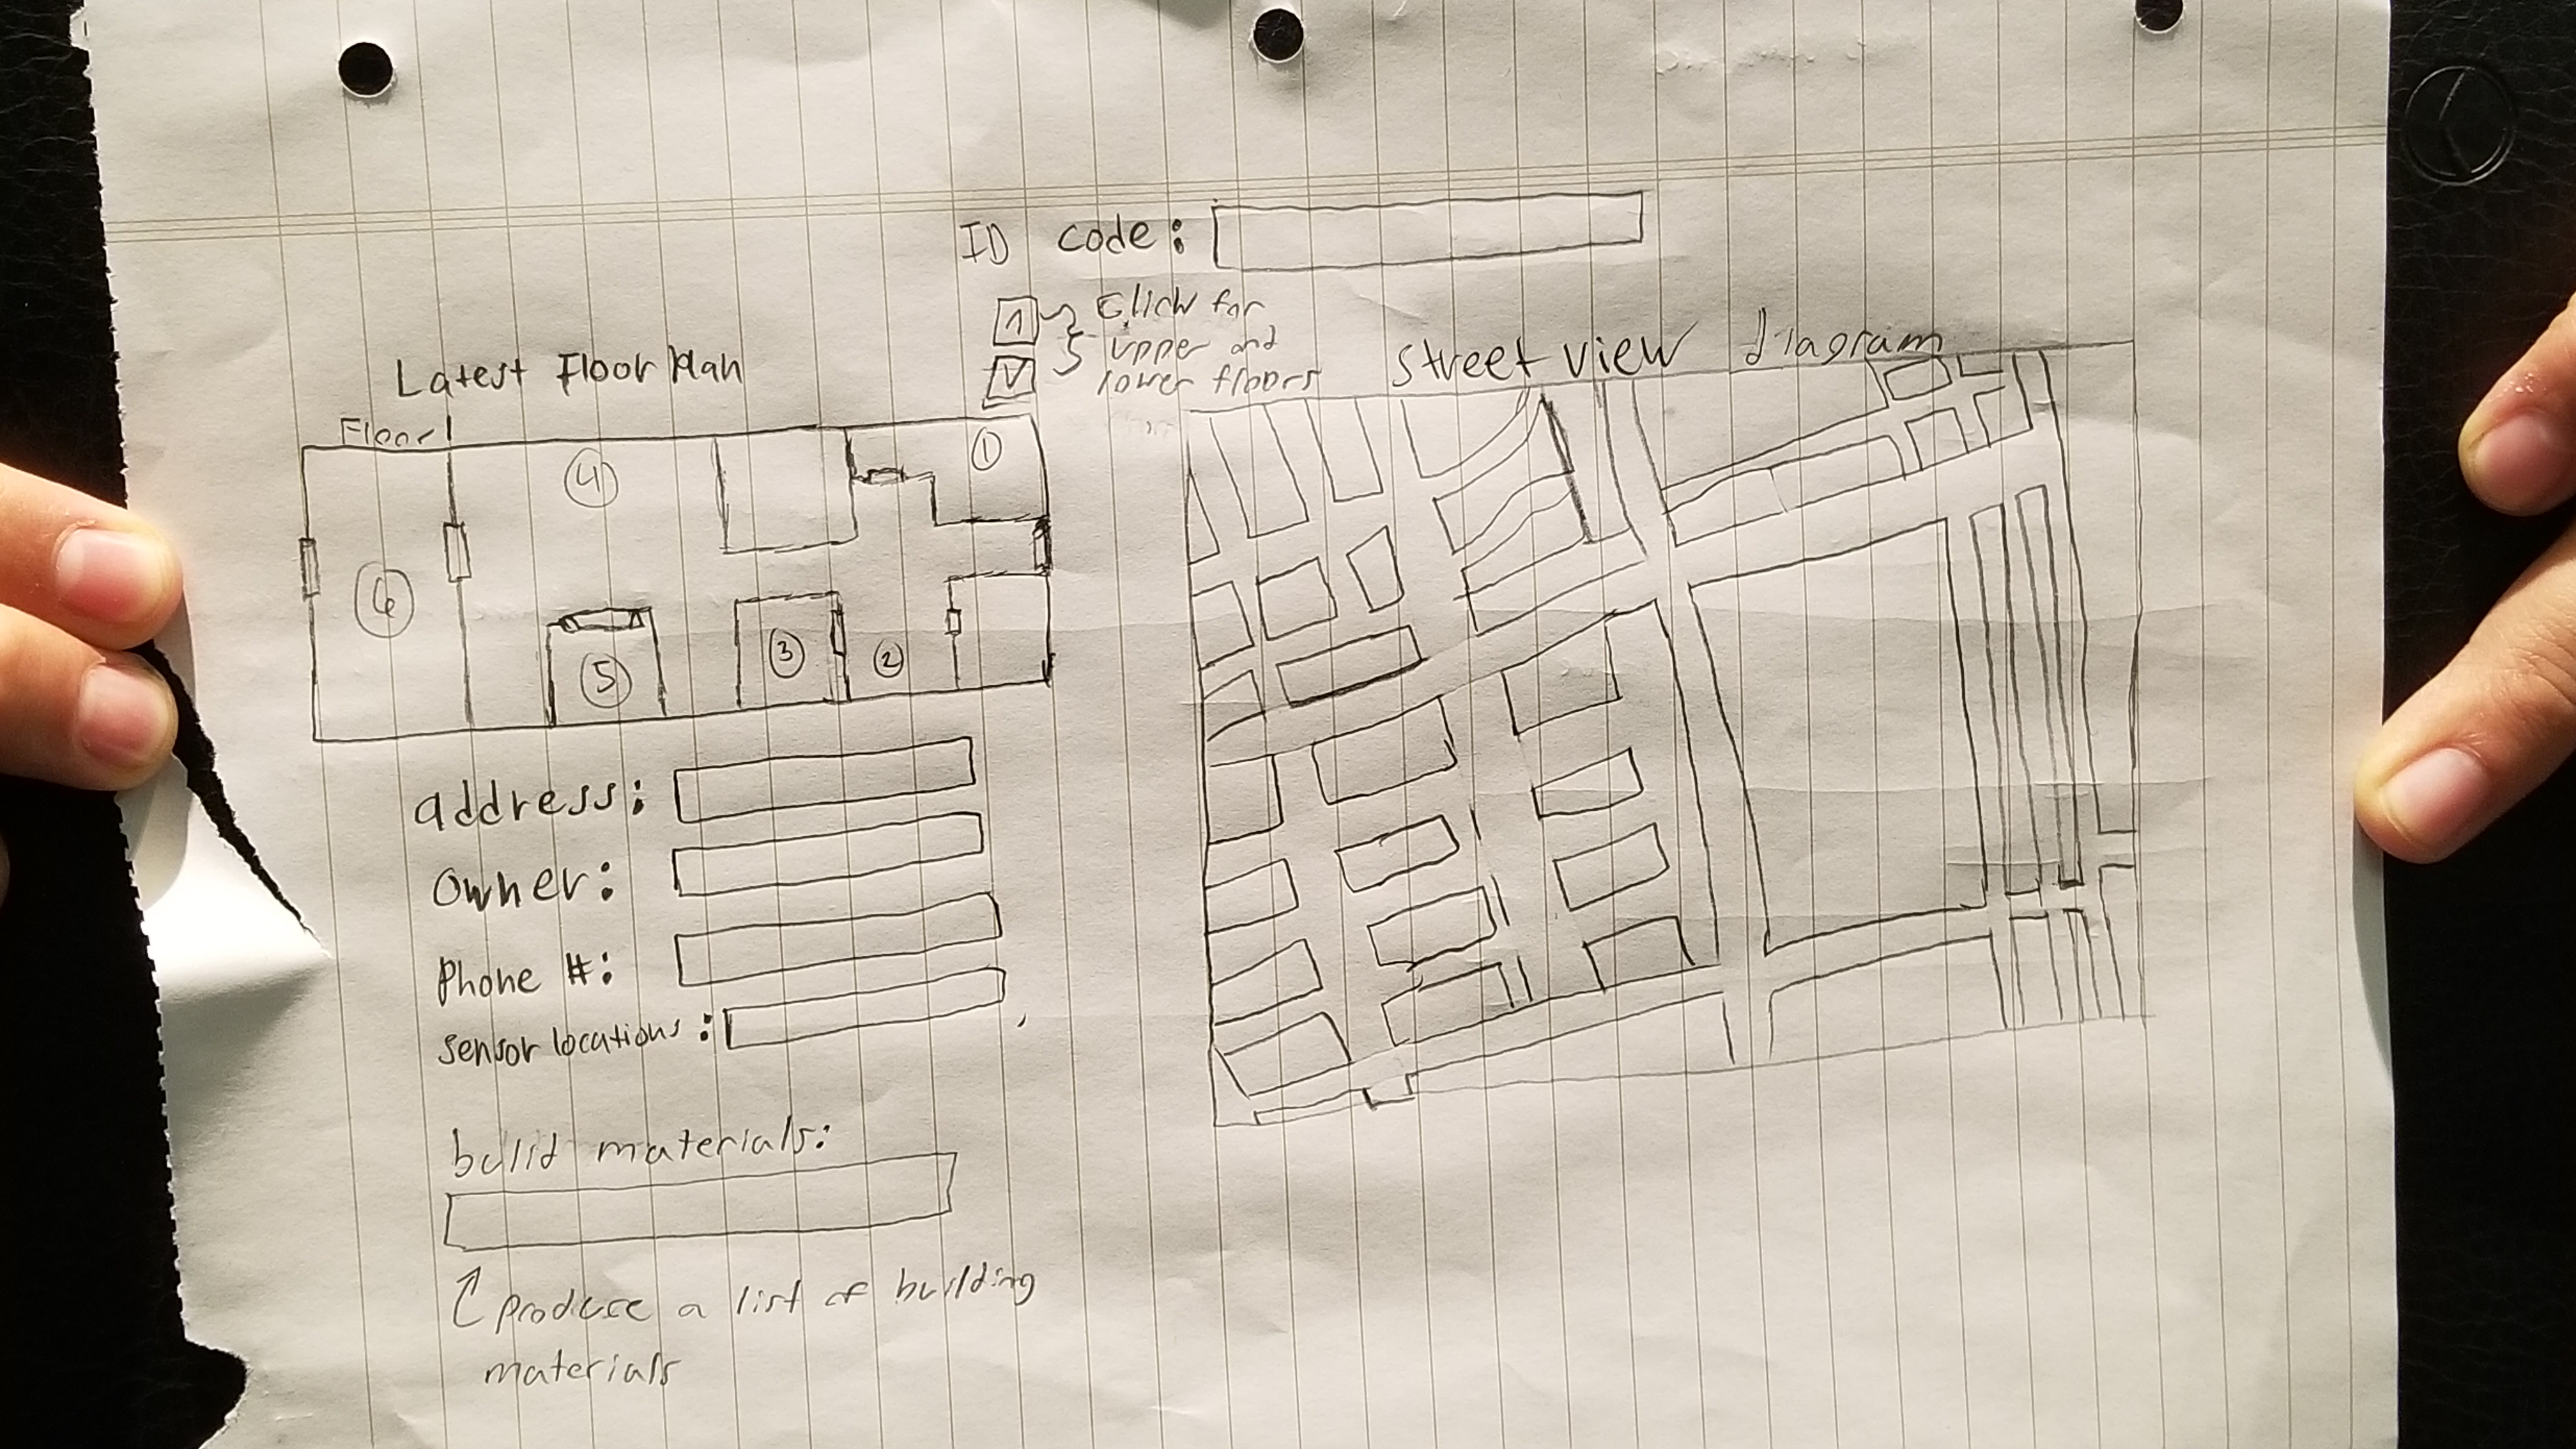 ID code:
Click for
upper and
lower floors
Latest Floor Plan
Street view diagram
Floor 1
1
4
6
5
3
2
address:
owner:
Phone #:
sensor locations:
build materials:
produce a list of building
materials